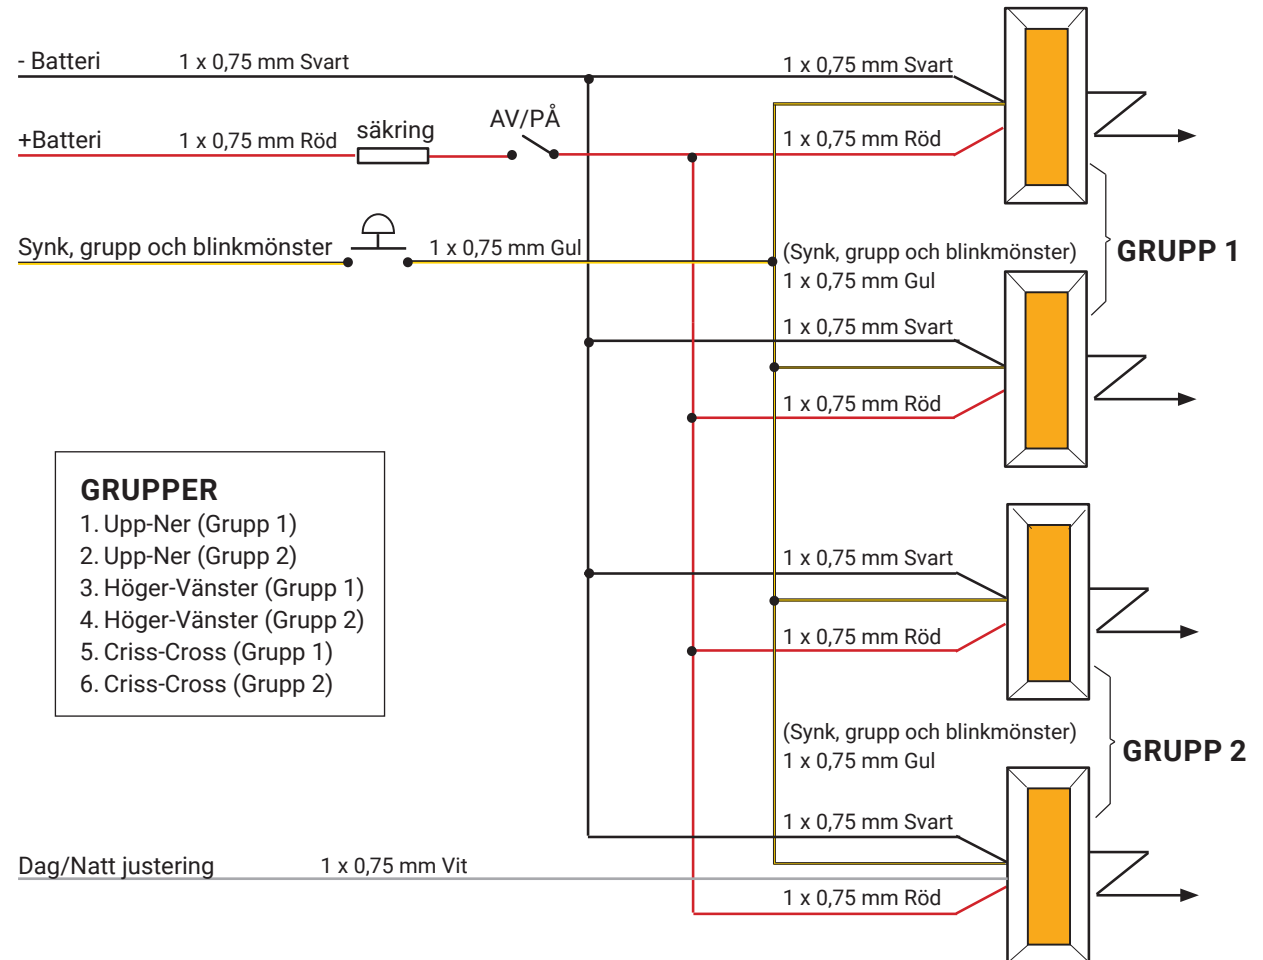 - Batteri
1 x 0,75 mm Svart
1 x 0,75 mm Svart
+Batteri
1 x 0,75 mm Röd
säkring
AV/PÅ
1 x 0,75 mm Röd
Synk, grupp och blinkmönster
1 x 0,75 mm Gul
(Synk, grupp och blinkmönster)
1 x 0,75 mm Gul
GRUPP 1
1 x 0,75 mm Svart
1 x 0,75 mm Röd
GRUPPER
1. Upp-Ner (Grupp 1)
2. Upp-Ner (Grupp 2)
3. Höger-Vänster (Grupp 1)
4. Höger-Vänster (Grupp 2)
5. Criss-Cross (Grupp 1)
6. Criss-Cross (Grupp 2)
1 x 0,75 mm Svart
1 x 0,75 mm Röd
(Synk, grupp och blinkmönster)
1 x 0,75 mm Gul
GRUPP 2
1 x 0,75 mm Svart
Dag/Natt justering
1 x 0,75 mm Vit
1 x 0,75 mm Röd